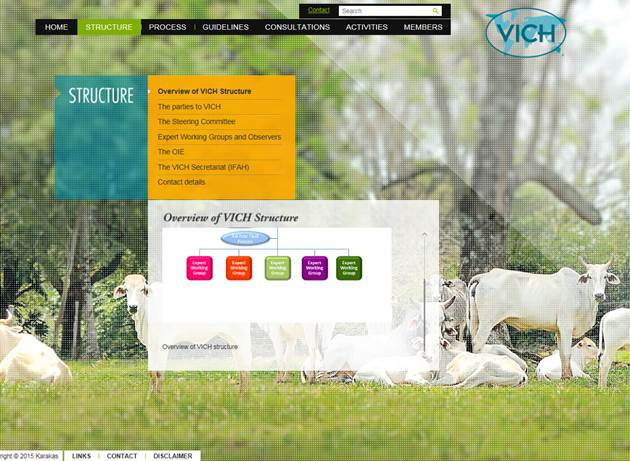 Contact
Search
HOME
STRUCTURE
PROCESS
GUIDELINES
CONSULTATIONS
ACTIVITIES
MEMBERS
VICH
STRUCTURE
Overview of VICH Structure
The parties to VICH
The Steering Committee
Expert Working Groups and Observers
The OIE
The VICH Secretariat (IFAH)
Contact details
Overview of VICH Structure
Expert
Working
Group
Expert
Working
Group
Expert
Working
Group
Expert
Working
Group
Expert
Working
Group
Overview of VICH structure
right © 2015 Karakas
LINKS
CONTACT
DISCLAIMER